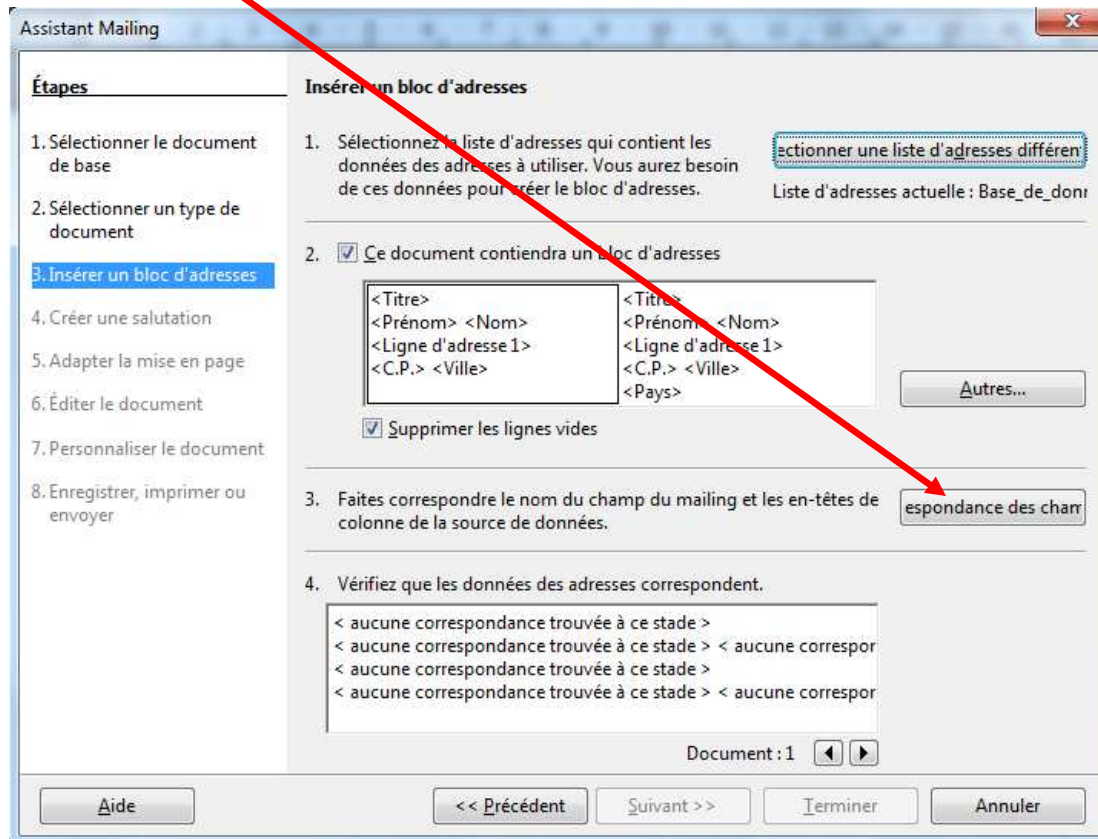 Assistant Mailing
Étapes
1. Sélectionner le document
de base
2. Sélectionner un type de
document
3. Insérer un bloc d'adresses
4. Créer une salutation
5. Adapter la mise en page
6. Éditer le document
7. Personnaliser le document
8. Enregistrer, imprimer ou
envoyer
Insérer un bloc d'adresses
1. Sélectionnez la liste d'adresses qui contient les
données des adresses à utiliser. Vous aurez besoin
de ces données pour créer le bloc d'adresses.
ectionner une liste d'adresses différen
Liste d'adresses actuelle : Base_de_donn
2. Ce document contiendra un bloc d'adresses
<Titre>
<Prénom> <Nom>
<Ligne d'adresse 1>
<C.P.> <Ville>
<Titre>
<Prénom> <Nom>
<Ligne d'adresse 1>
<C.P.> <Ville>
<Pays>
Autres...
Supprimer les lignes vides
3. Faites correspondre le nom du champ du mailing et les en-têtes de
colonne de la source de données.
espondance des cham
4. Vérifiez que les données des adresses correspondent.
< aucune correspondance trouvée à ce stade >
< aucune correspondance trouvée à ce stade > < aucune correspor
< aucune correspondance trouvée à ce stade >
< aucune correspondance trouvée à ce stade > < aucune correspor
Document : 1
Aide
<< Précédent
Suivant >>
Terminer
Annuler